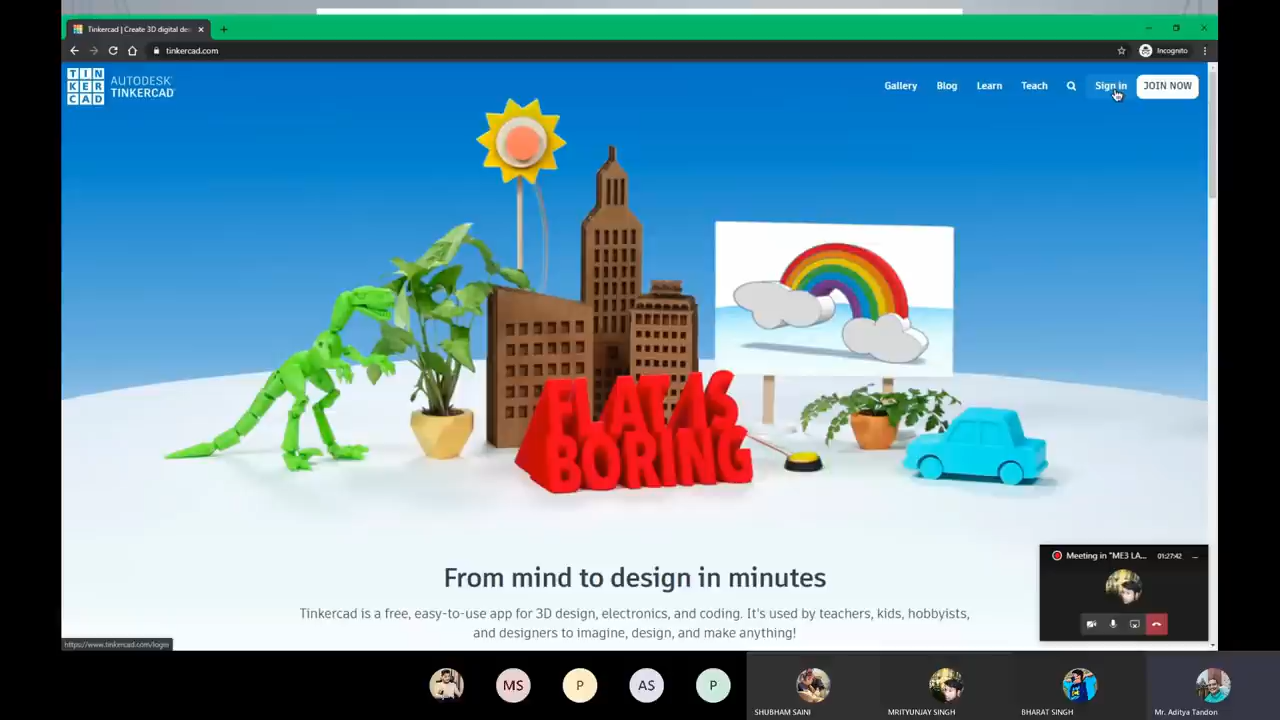 Tinkercad | Create 3D digital des
tinkercad.com
Incognito
TIN
KER
CAD
AUTODESK
TINKERCAD
Gallery
Blog
Learn
Teach
Sign in
JOIN NOW
FLAT IS
BORING
From mind to design in minutes
Tinkercad is a free, easy-to-use app for 3D design, electronics, and coding. It's used by teachers, kids, hobbyists,
and designers to imagine, design, and make anything!
Meeting in "ME3 LA...
01:27:42
https://www.tinkercad.com/login
MS
P
AS
P
SHUBHAM SAINI
MRITYUNJAY SINGH
BHARAT SINGH
Mr. Aditya Tandon